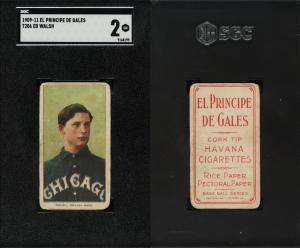 1909-11 EL PRINCIPE DE GALES
T206 ED WALSH
2
SGC
SGC
CHICAGO
EL PRINCIPE
DE GALES
CORK TIP
HAVANA
CIGARETTES
RICE PAPER
PECTORAL PAPER
BASE BALL SERIES